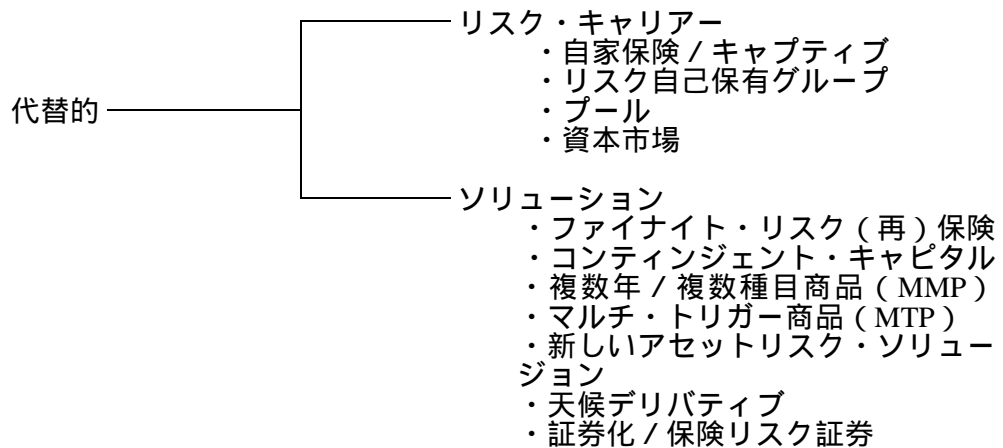 代替的
リスク・キャリアー
・自家保険/キャプティブ
・リスク自己保有グループ
・プール
・資本市場
ソリューション
・ファイナイト・リスク(再)保険
・コンティンジェント・キャピタル
・複数年/複数種目商品(MMP)
・マルチ・トリガー商品(MTP)
・新しいアセットリスク・ソリュー
ジョン
・天候デリバティブ
・証券化/保険リスク証券